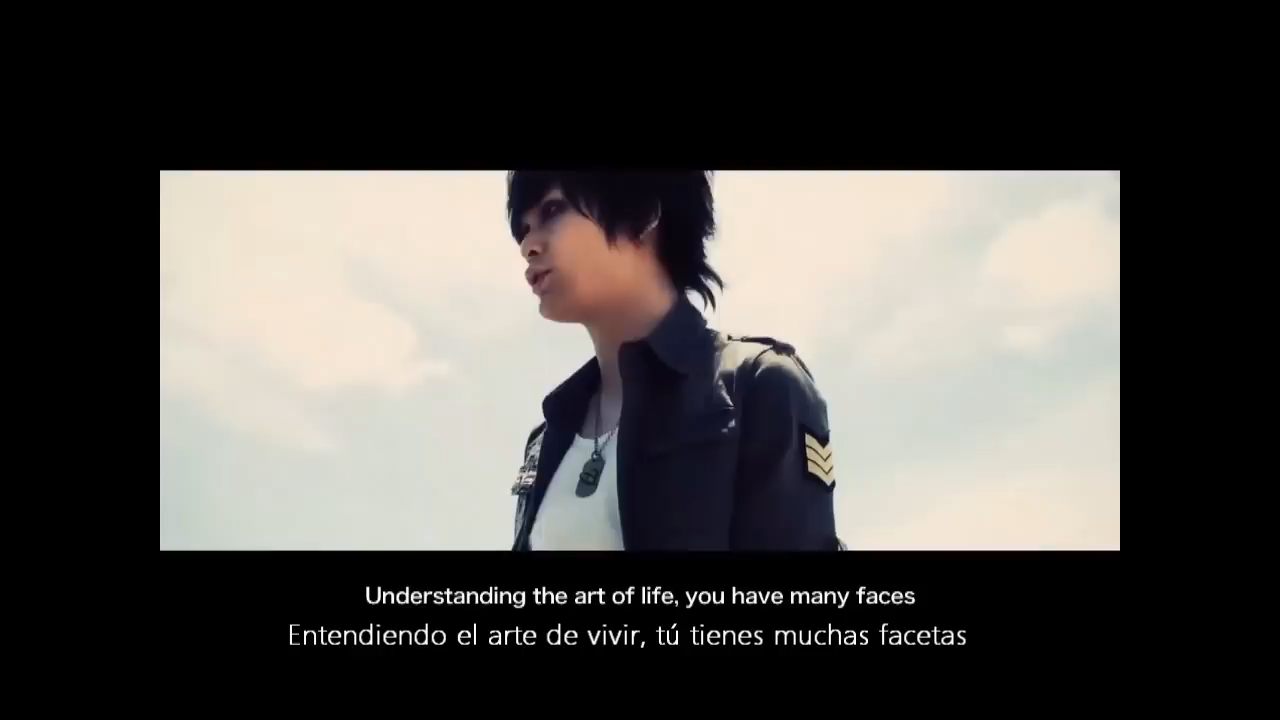 Understanding the art of life, you have many faces
Entendiendo el arte de vivir, tú tienes muchas facetas